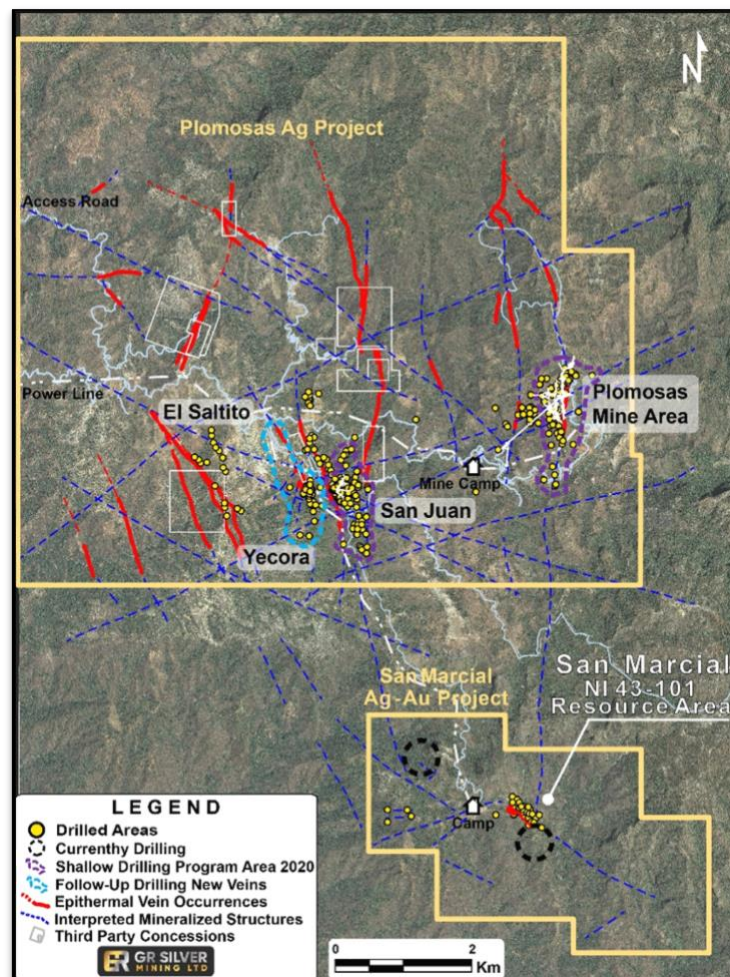 N
Plomosas Ag Project
Access Road
Power Line
El Saltito
Plomosas
Mine Area
Mine Camp
San Juan
Yecora
San Marcial
Ag-Au Project
San Marcial
NI 43-101
Resource Area
Camp
LEGEND
Drilled Areas
Currenthy Drilling
Shallow Drilling Program Area 2020
Follow-Up Drilling New Veins
Epithermal Vein Occurrences
Interpreted Mineralized Structures
Third Party Concessions
GR GR SILVER
MINING LTD
0 2
Km